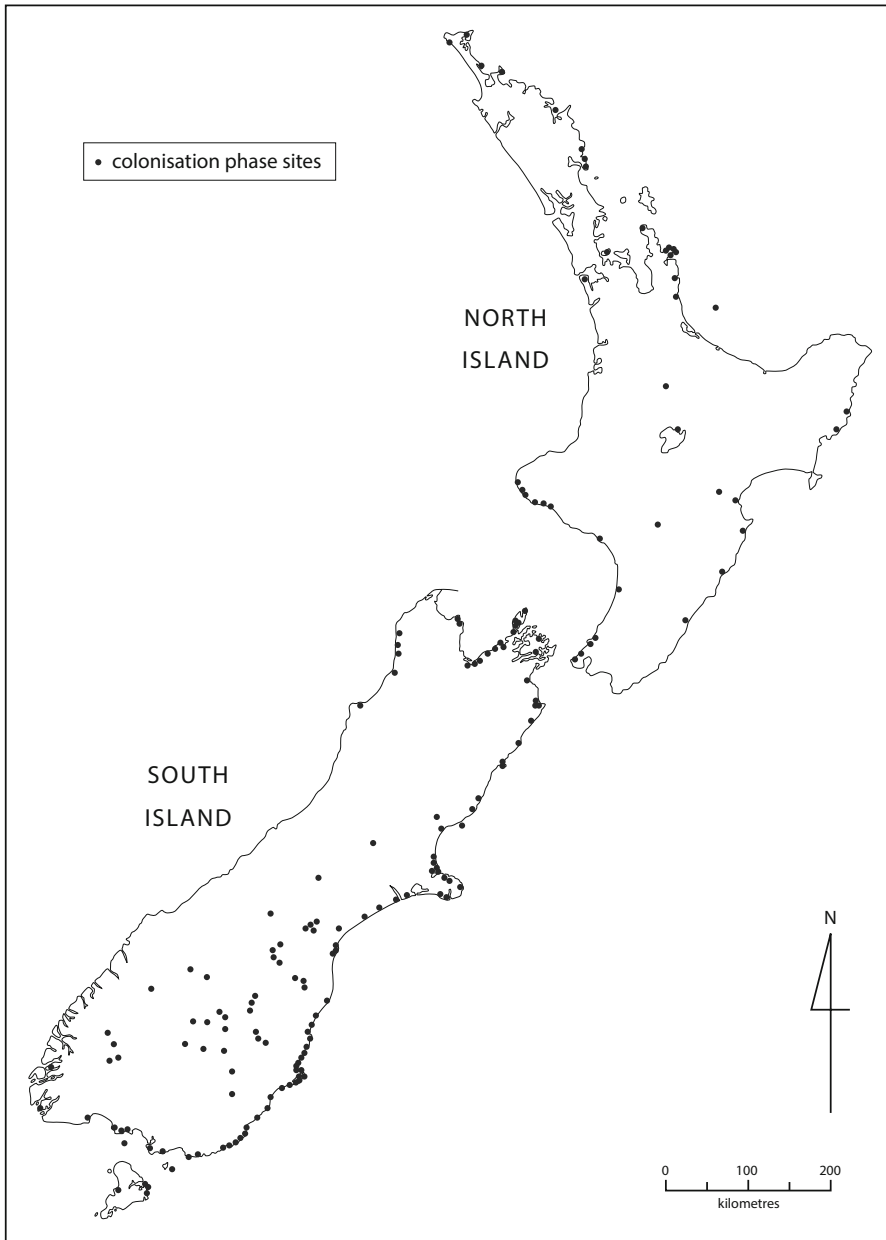 • colonisation phase sites
NORTH
ISLAND
SOUTH
ISLAND
N
0 100 200
kilometres